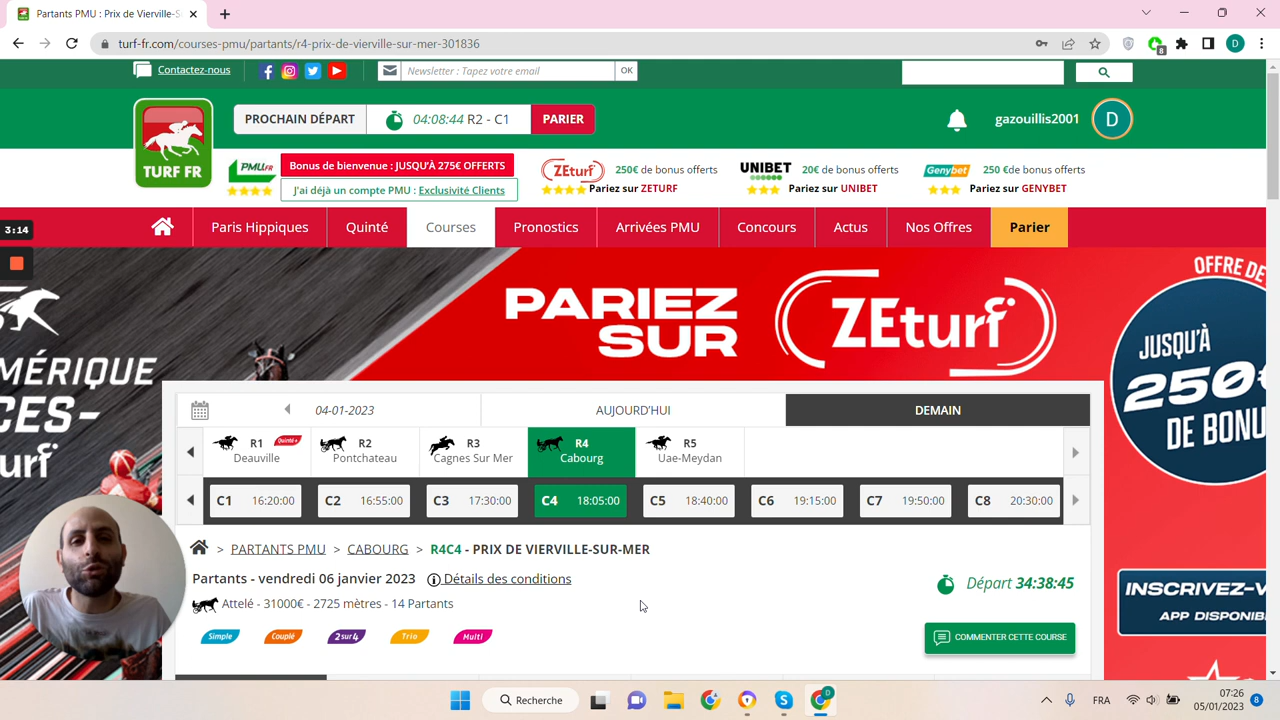 Partants PMU : Prix de Vierville-S
turf-fr.com/courses-pmu/partants/r4-prix-de-vierville-sur-mer-301836
8
D
Contactez-nous
Newsletter : Tapez votre email
OK
TURF FR
PROCHAIN DÉPART
04:08:44 R2 - C1
PARIER
gazouillis2001
D
PMU.FR
Bonus de bienvenue : JUSQU'À 275€ OFFERTS
J'ai déjà un compte PMU : Exclusivité Clients
ZEturf
250€ de bonus offerts
Pariez sur ZETURF
UNIBET
20€ de bonus offerts
Pariez sur UNIBET
Genybet
250 €de bonus offerts
Pariez sur GENYBET
3:14
Paris Hippiques
Quinté
Courses
Pronostics
Arrivées PMU
Concours
Actus
Nos Offres
Parier
MÉRIQUE
CES-
urf
PARIEZ
SUR
ZEturf
OFFRE DE
JUSQU'À
250€
DE BONU
INSCRIVEZ-V
APP DISPONIB
04-01-2023
AUJOURD'HUI
DEMAIN
R1
Quinté+
Deauville
R2
Pontchateau
R3
Cagnes Sur Mer
R4
Cabourg
R5
Uae-Meydan
C1 16:20:00
C2 16:55:00
C3 17:30:00
C4 18:05:00
C5 18:40:00
C6 19:15:00
C7 19:50:00
C8 20:30:00
> PARTANTS PMU > CABOURG > R4C4 - PRIX DE VIERVILLE-SUR-MER
Partants - vendredi 06 janvier 2023
Détails des conditions
Départ 34:38:45
Attelé - 31000€ - 2725 mètres - 14 Partants
Simple
Couplé
2sur4
Trio
Multi
COMMENTER CETTE COURSE
Recherche
D
FRA
07:26
05/01/2023
8